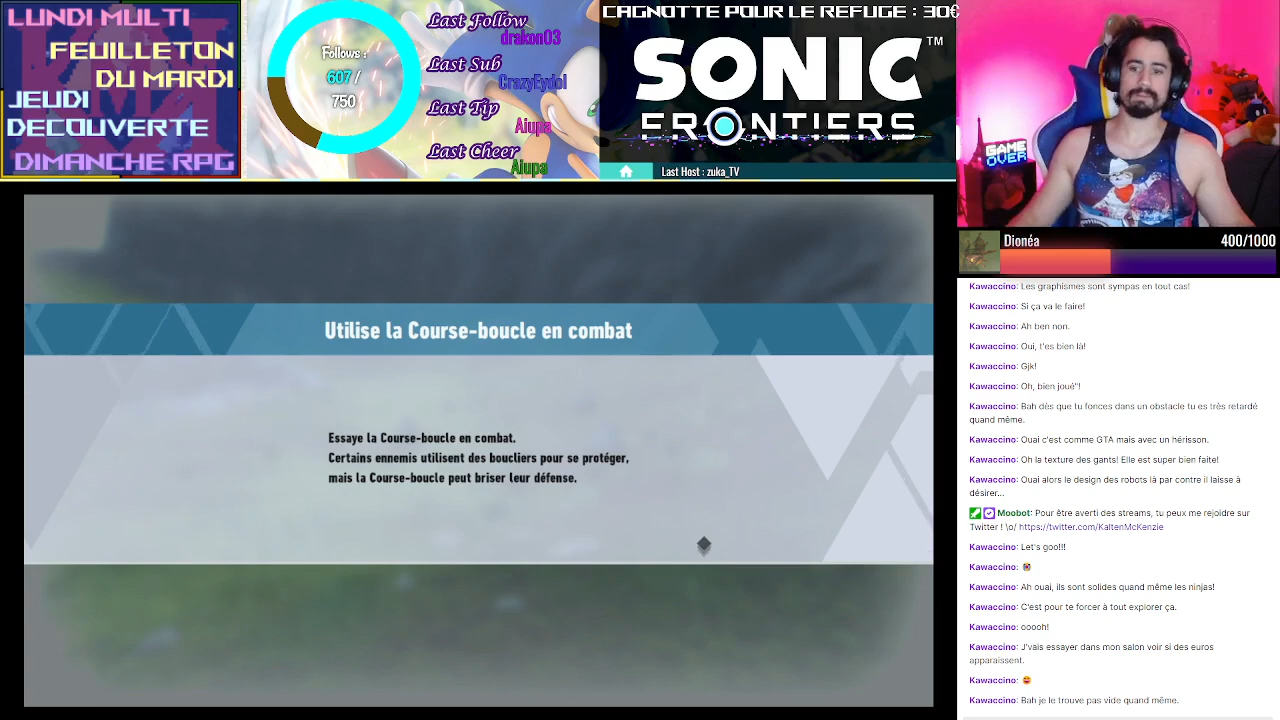 LUNDI MULTI
FEUILLETON
DU MARDI
JEUDI
DECOUVERTE
DIMANCHE RPG
Follows :
607 /
750
Last Follow
drakon03
Last Sub
CrazyEydol
Last Tip
Aiupa
Last Cheer
Aiupa
CAGNOTTE POUR LE REFUGE : 30€
SONIC™
FRONTIERS
Last Host : zuka_TV
GAME
OVER
Dionéa
400/1000
Utilise la Course-boucle en combat
Essaye la Course-boucle en combat.
Certains ennemis utilisent des boucliers pour se protéger,
mais la Course-boucle peut briser leur défense.
Kawaccino: Les graphismes sont sympas en tout cas!
Kawaccino: Si ça va le faire!
Kawaccino: Ah ben non.
Kawaccino: Oui, t'es bien là!
Kawaccino: Gjk!
Kawaccino: Oh, bien joué"!
Kawaccino: Bah dès que tu fonces dans un obstacle tu es très retardé
quand même.
Kawaccino: Ouai c'est comme GTA mais avec un hérisson.
Kawaccino: Oh la texture des gants! Elle est super bien faite!
Kawaccino: Ouai alors le design des robots là par contre il laisse à
désirer...
Moobot: Pour être averti des streams, tu peux me rejoidre sur
Twitter ! \o/ https://twitter.com/KaltenMcKenzie
Kawaccino: Let's goo!!!
Kawaccino:
Kawaccino: Ah ouai, ils sont solides quand même les ninjas!
Kawaccino: C'est pour te forcer à tout explorer ça.
Kawaccino: ooooh!
Kawaccino: J'vais essayer dans mon salon voir si des euros
apparaissent.
Kawaccino: 😂
Kawaccino: Bah je le trouve pas vide quand même.